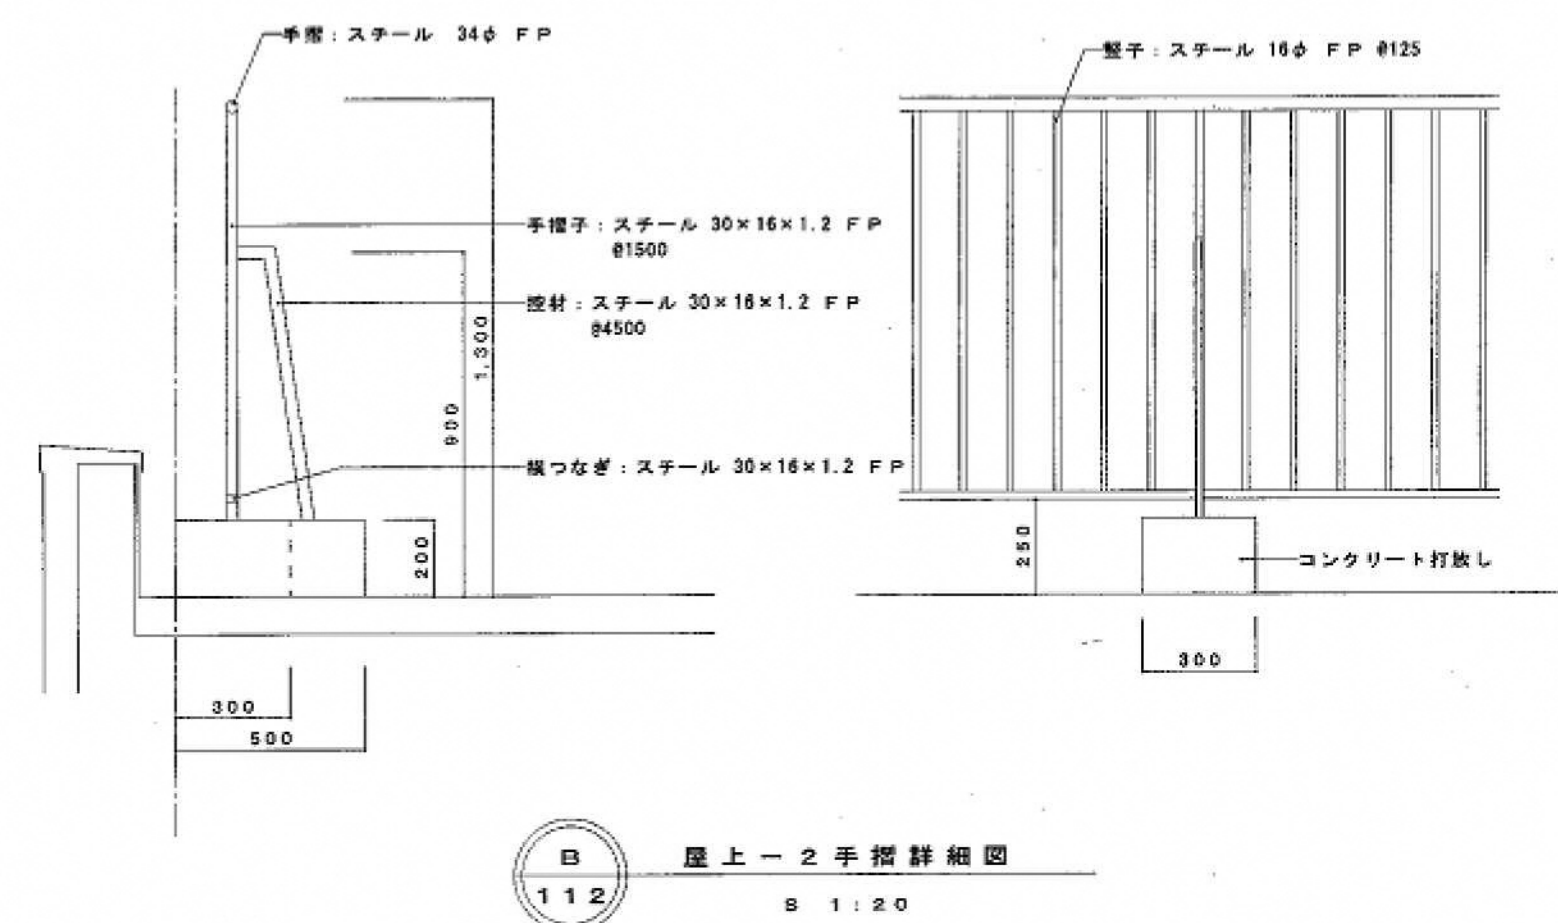 手摺：スチール 34φ FP
手摺子：スチール 30×16×1.2 FP
@1500
控材：スチール 30×16×1.2 FP
@4500
横つなぎ：スチール 30×16×1.2 FP
1,300
900
200
300
500
竪子：スチール 16φ FP @125
250
コンクリート打放し
300
B
112
屋上－2手摺詳細図
S 1:20